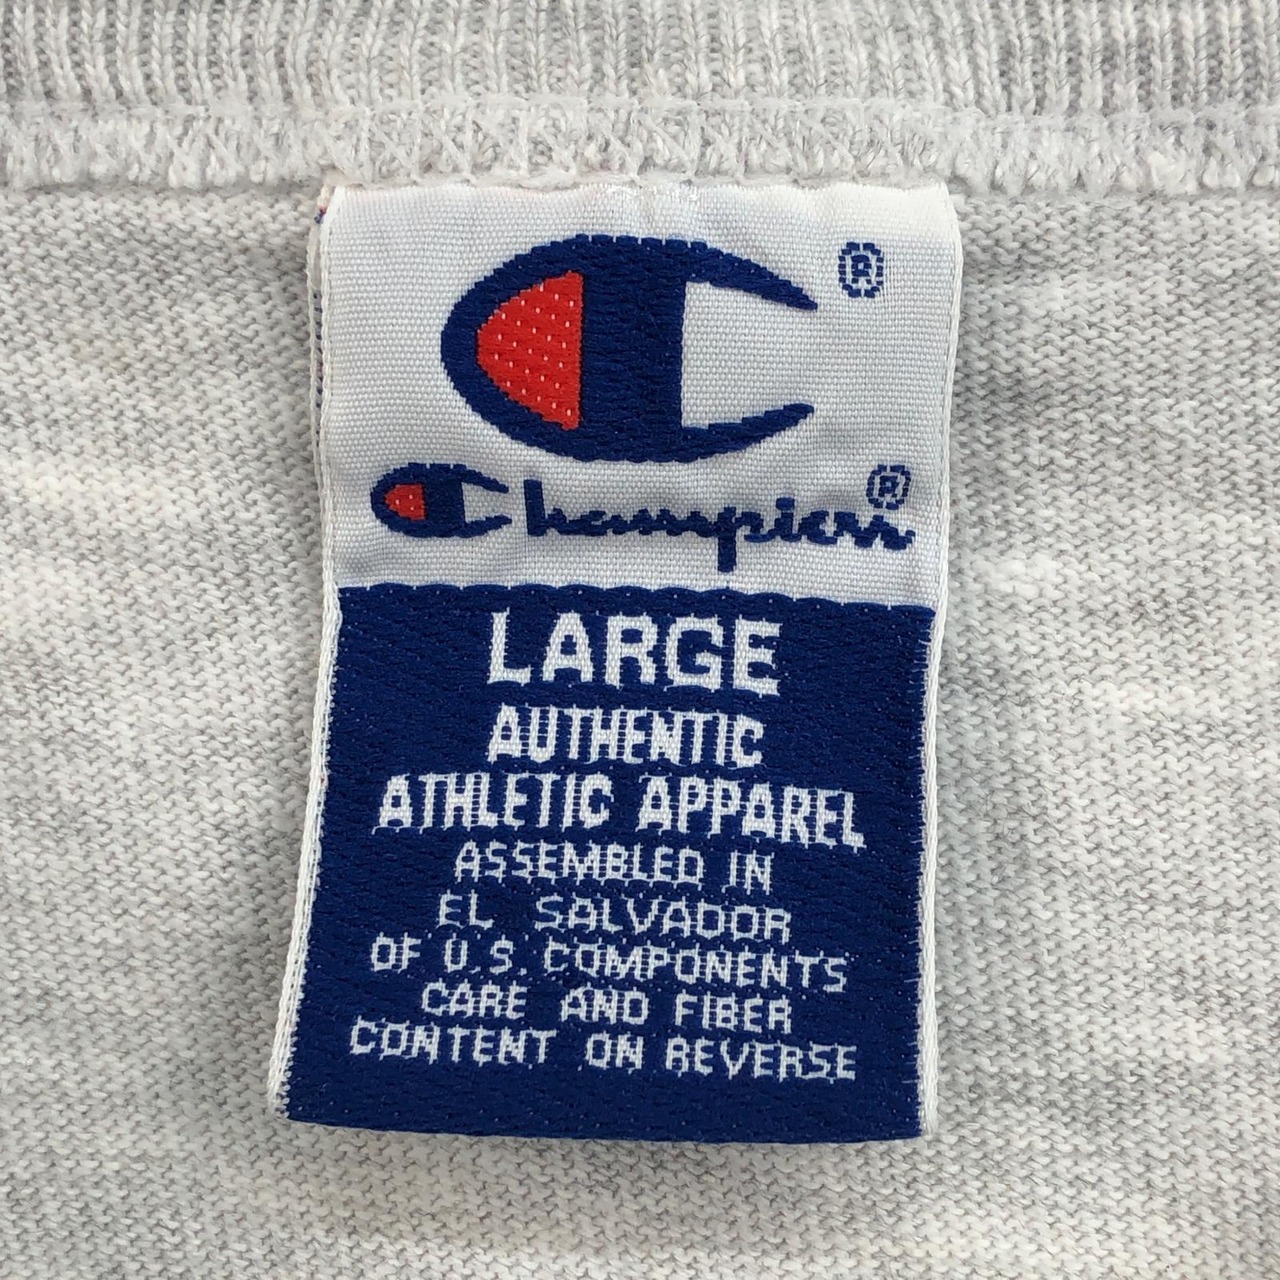 ®
Champion®
LARGE
AUTHENTIC
ATHLETIC APPAREL
ASSEMBLED IN
EL SALVADOR
OF U.S. COMPONENTS
CARE AND FIBER
CONTENT ON REVERSE